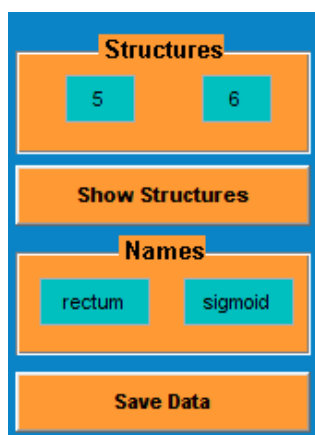 Structures
5 6
Show Structures
Names
rectum sigmoid
Save Data